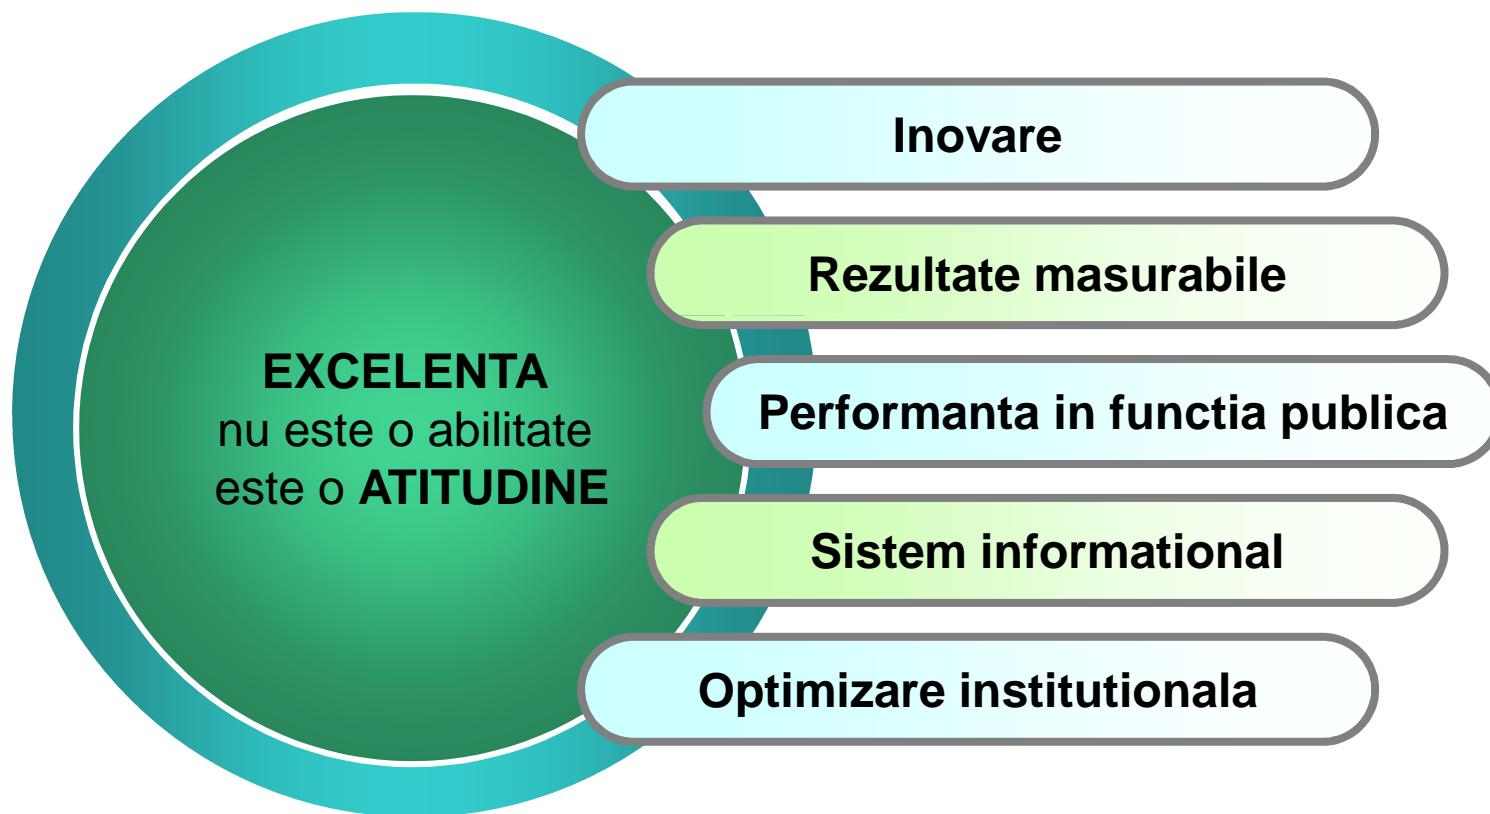 EXCELENTA
nu este o abilitate
este o ATITUDINE
Inovare
Rezultate masurabile
Performanta in functia publica
Sistem informational
Optimizare institutionala